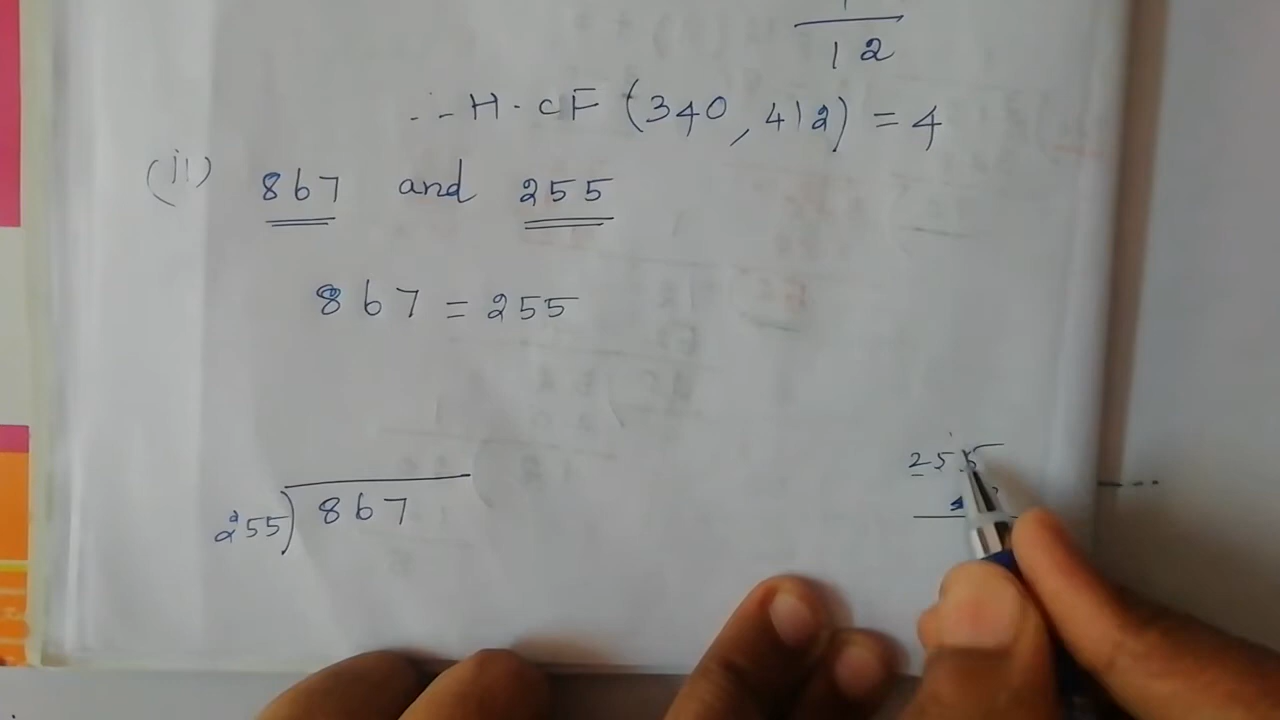 12
∴ H.CF (340, 412) = 4
(ii) 867 and 255
867 = 255
255
255) 867